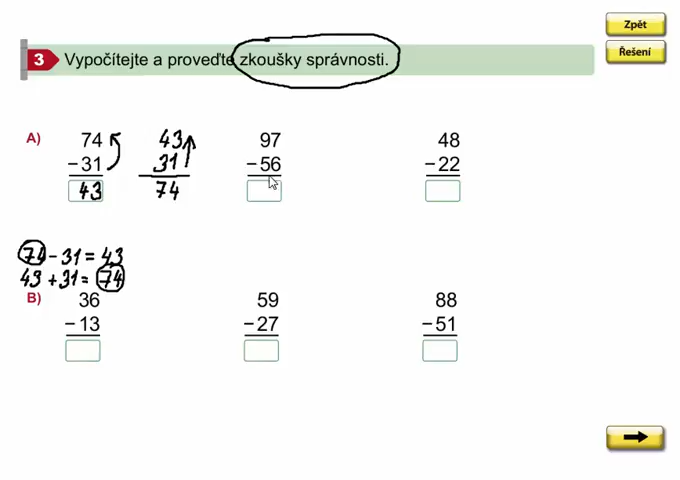 Zpět
3 Vypočítejte a proveďte zkoušky správnosti.
Řešení
A) 74 43 97 48
−31 31 −56 −22
43 74
74 − 31 = 43
43 + 31 = 74
B) 36 59 88
−13 −27 −51